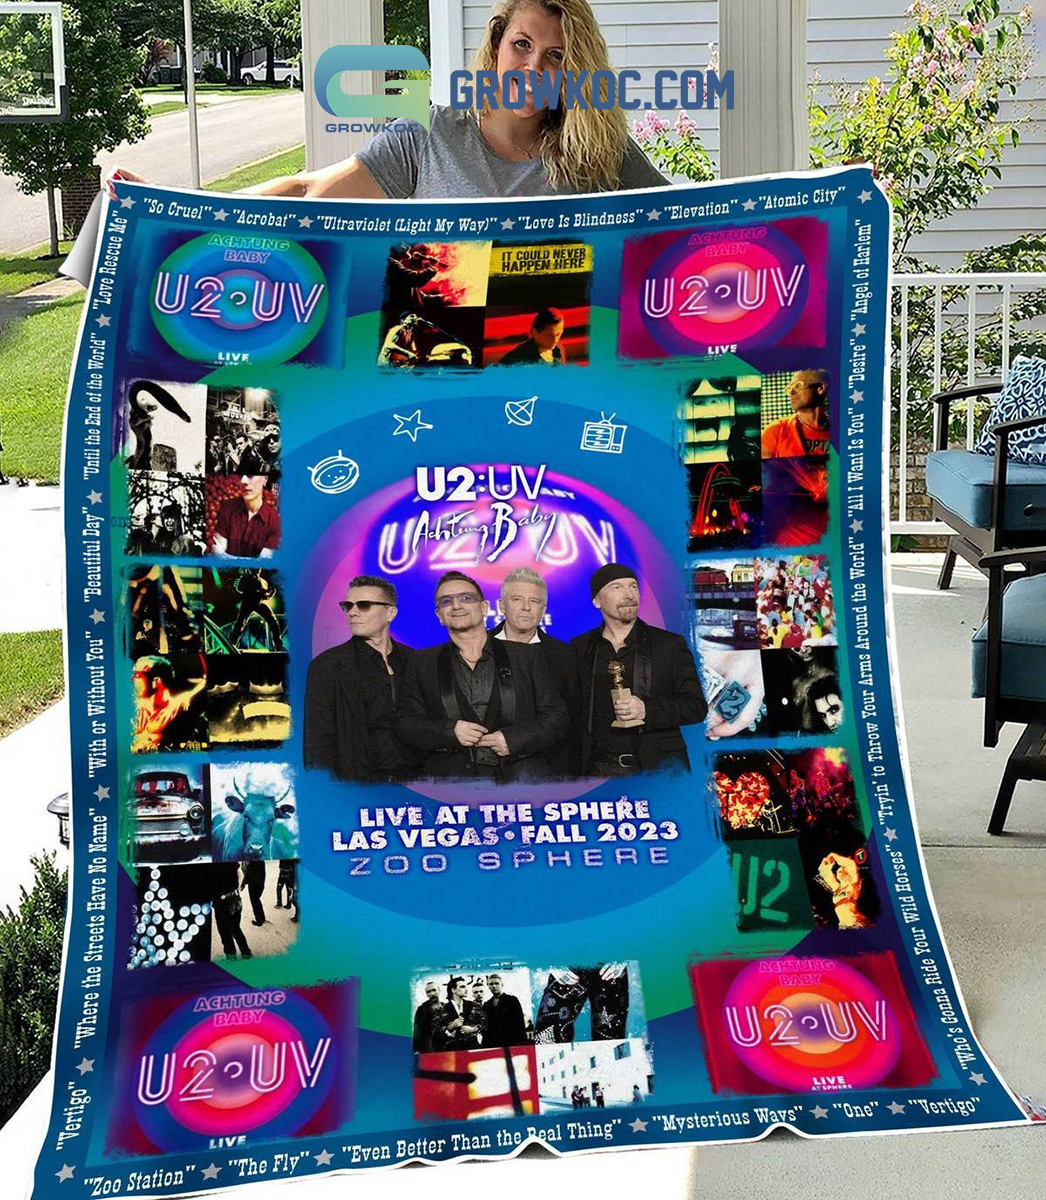 GROWKOC.COM
GROWKOC
"So Cruel" "Acrobat" "Ultraviolet (Light My Way)" "Love Is Blindness" "Elevation" "Atomic City"
"Angel of Harlem"
"Desire"
"All I Want Is You"
"Tryin' to Throw Your Arms Around the World"
"Who's Gonna Ride Your Wild Horses"
"Love Rescue Me"
"Until the End of the World"
"Beautiful Day"
"With or Without You"
"Where the Streets Have No Name"
"Vertigo"
ACHTUNG
BABY
U2 UV
LIVE
IT COULD NEVER
HAPPEN HERE
ACHTUNG
BABY
U2 UV
LIVE
U2:UV
Achtung Baby
U2 UV
LIVE AT THE SPHERE
LAS VEGAS • FALL 2023
ZOO SPHERE
U2
ACHTUNG
BABY
U2 UV
LIVE
ACHTUNG
BABY
U2 UV
LIVE
AT SPHERE
"Zoo Station" "The Fly" "Even Better Than the Real Thing" "Mysterious Ways" "One" "Vertigo"